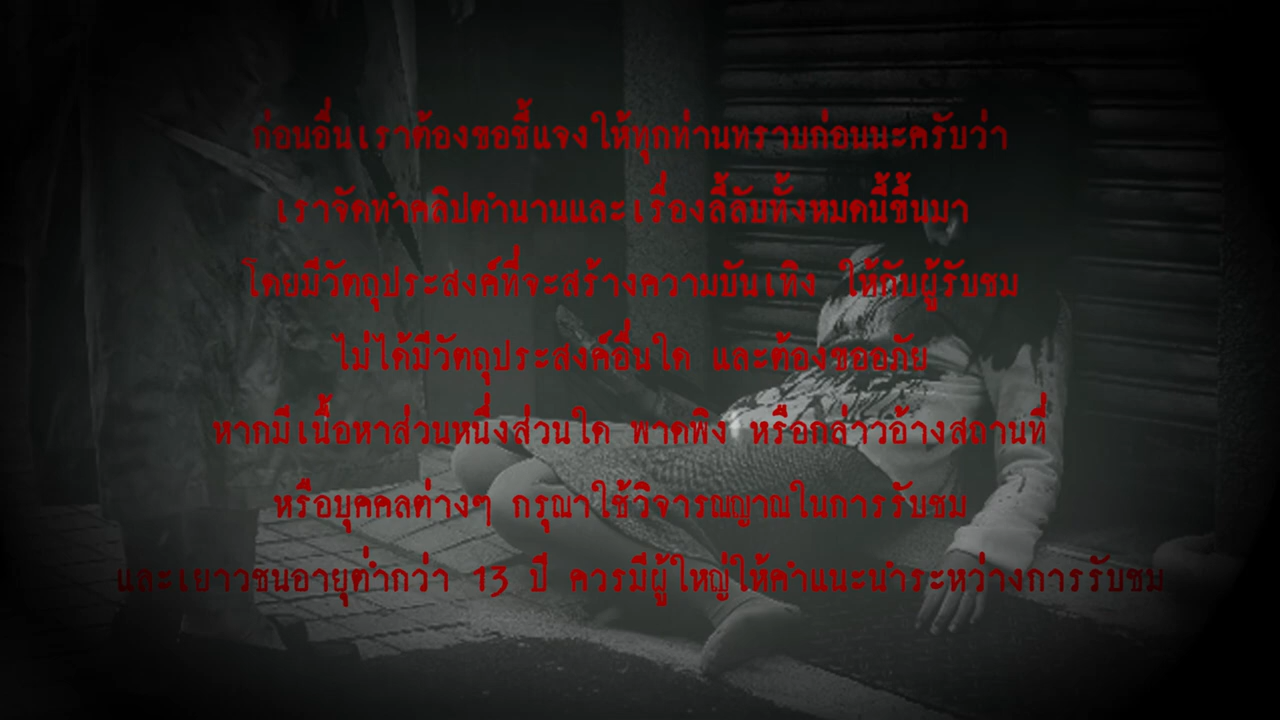 ก่อนอื่นเราต้องขอชี้แจงให้ทุกท่านทราบก่อนนะครับว่า
เราจัดทำคลิปตำนานและเรื่องลี้ลับทั้งหมดนี้ขึ้นมา
โดยมีวัตถุประสงค์ที่จะสร้างความบันเทิง ให้กับผู้รับชม
ไม่ได้มีวัตถุประสงค์อื่นใด และต้องขออภัย
หากมีเนื้อหาส่วนหนึ่งส่วนใด พาดพิง หรือกล่าวอ้างสถานที่
หรือบุคคลต่างๆ กรุณาใช้วิจารณญาณในการรับชม
และเยาวชนอายุต่ำกว่า 13 ปี ควรมีผู้ใหญ่ให้คำแนะนำระหว่างการรับชม